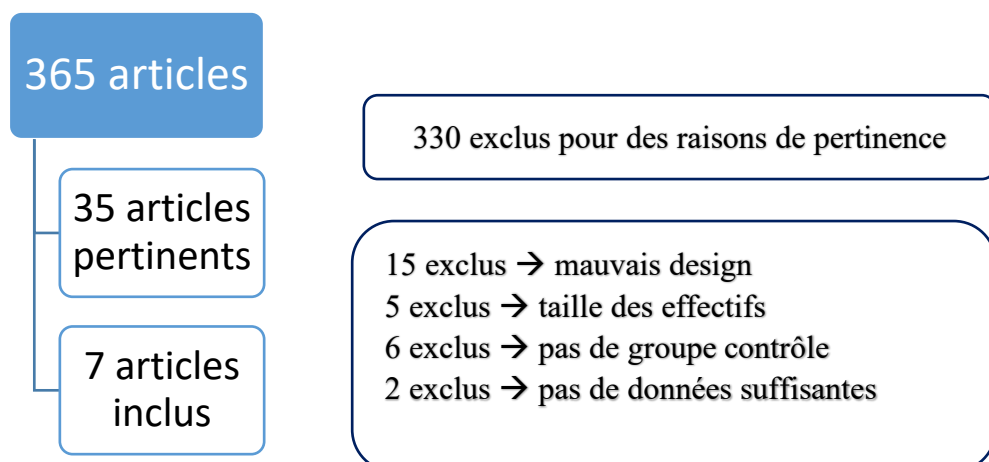 365 articles
330 exclus pour des raisons de pertinence
35 articles
pertinents
15 exclus → mauvais design
5 exclus → taille des effectifs
6 exclus → pas de groupe contrôle
2 exclus → pas de données suffisantes
7 articles
inclus